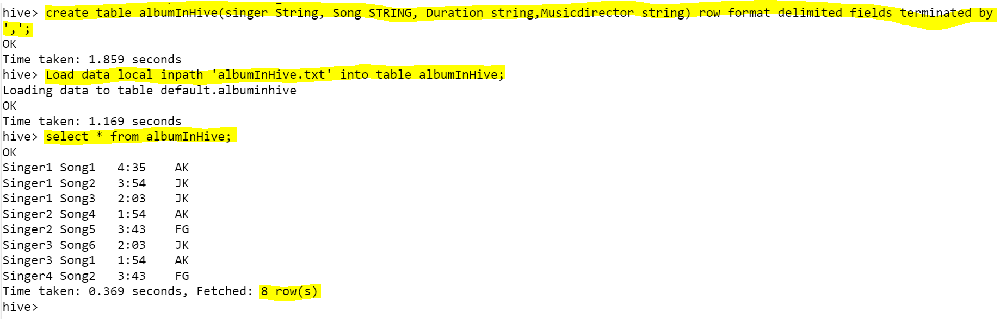 hive> create table albumInHive(singer String, Song STRING, Duration string,Musicdirector string) row format delimited fields terminated by
',';
OK
Time taken: 1.859 seconds
hive> Load data local inpath 'albumInHive.txt' into table albumInHive;
Loading data to table default.albuminhive
OK
Time taken: 1.169 seconds
hive> select * from albumInHive;
OK
Singer1 Song1   4:35    AK
Singer1 Song2   3:54    JK
Singer1 Song3   2:03    JK
Singer2 Song4   1:54    AK
Singer2 Song5   3:43    FG
Singer3 Song6   2:03    JK
Singer3 Song1   1:54    AK
Singer4 Song2   3:43    FG
Time taken: 0.369 seconds, Fetched: 8 row(s)
hive>